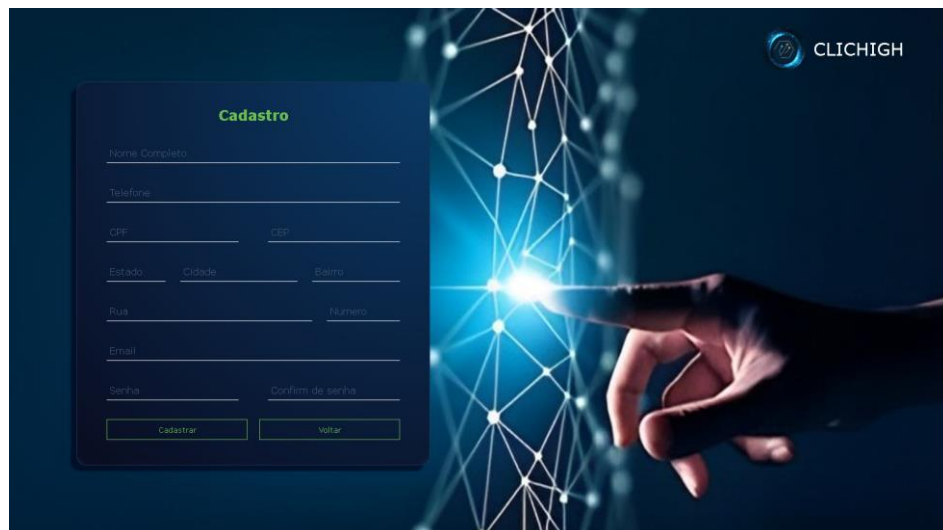 CLICHIGH
Cadastro
Nome Completo
Telefone
CPF CEP
Estado Cidade Bairro
Rua Numero
Email
Senha Confirm de senha
Cadastrar Voltar